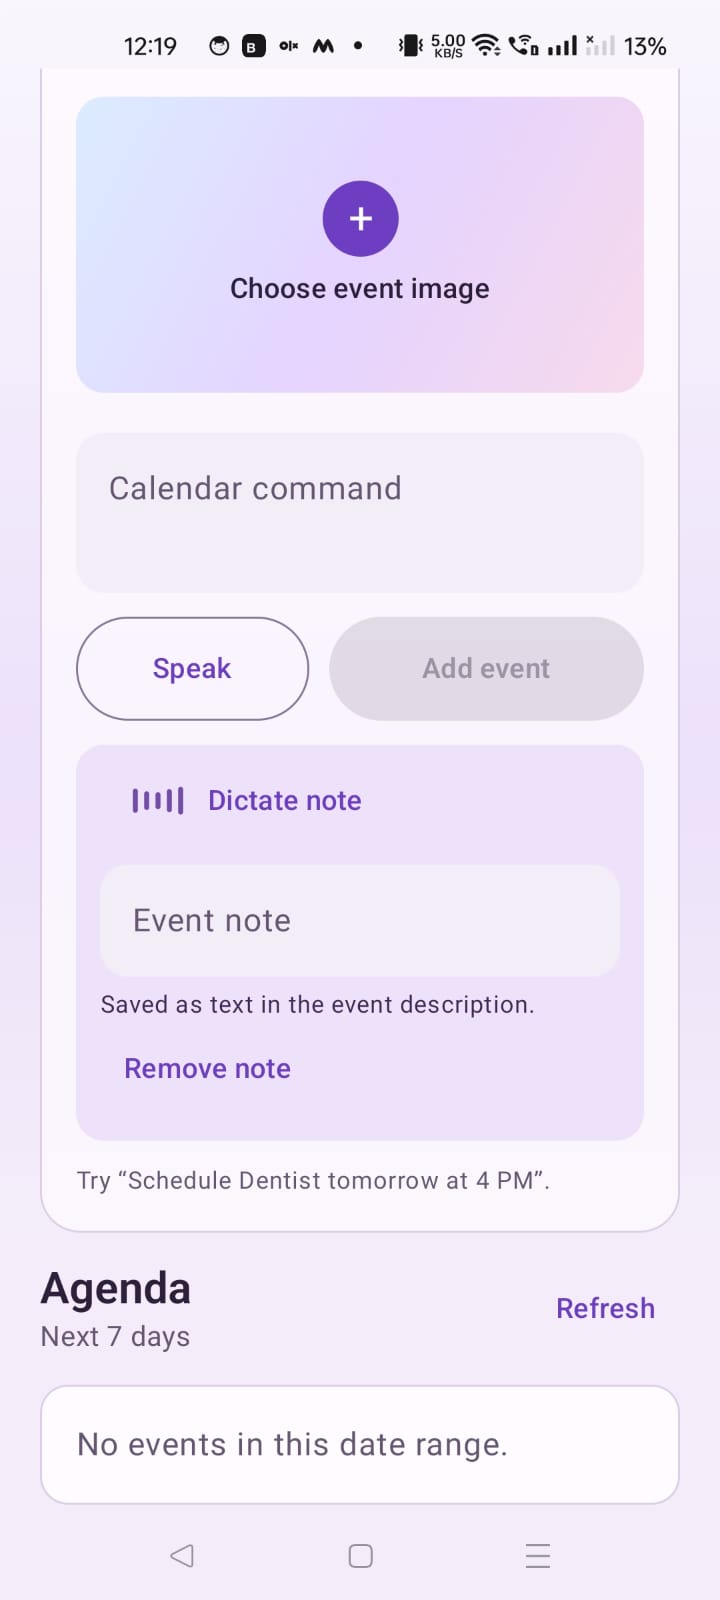 12:19 B olx 5.00 KB/S 13%
+
Choose event image
Calendar command
Speak Add event
Dictate note
Event note
Saved as text in the event description.
Remove note
Try “Schedule Dentist tomorrow at 4 PM”.
Agenda
Next 7 days
Refresh
No events in this date range.